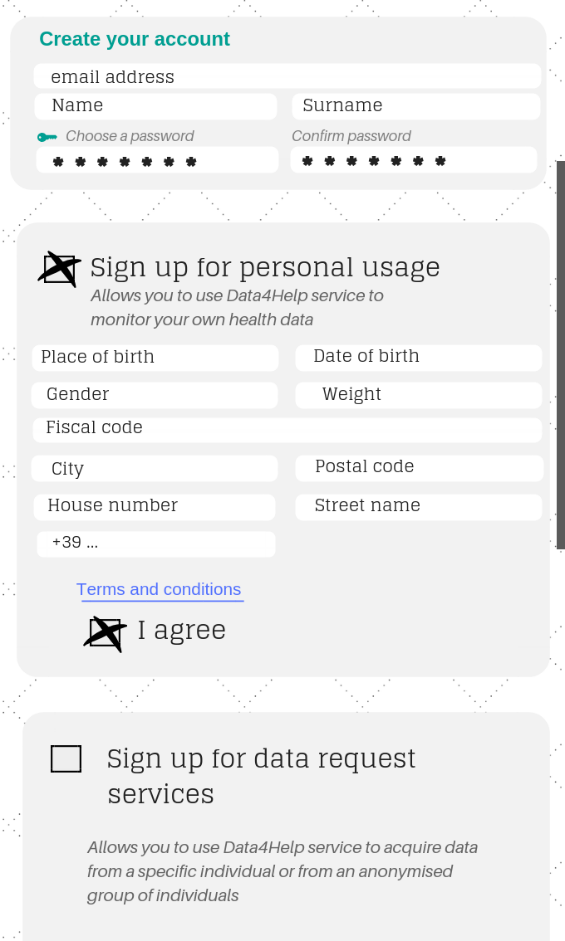 Create your account
email address
Name
Surname
Choose a password
Confirm password
* * * * * * *
* * * * * * *
Sign up for personal usage
Allows you to use Data4Help service to
monitor your own health data
Place of birth
Date of birth
Gender
Weight
Fiscal code
City
Postal code
House number
Street name
+39 ...
Terms and conditions
I agree
Sign up for data request
services
Allows you to use Data4Help service to acquire data
from a specific individual or from an anonymised
group of individuals